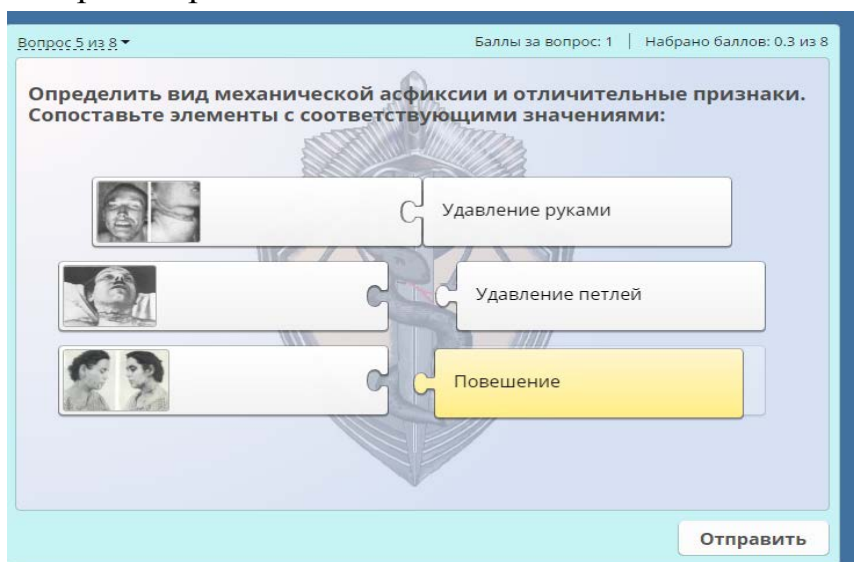 Вопрос 5 из 8
Баллы за вопрос: 1 | Набрано баллов: 0.3 из 8
Определить вид механической асфиксии и отличительные признаки.
Сопоставьте элементы с соответствующими значениями:
Удавление руками
Удавление петлей
Повешение
Отправить